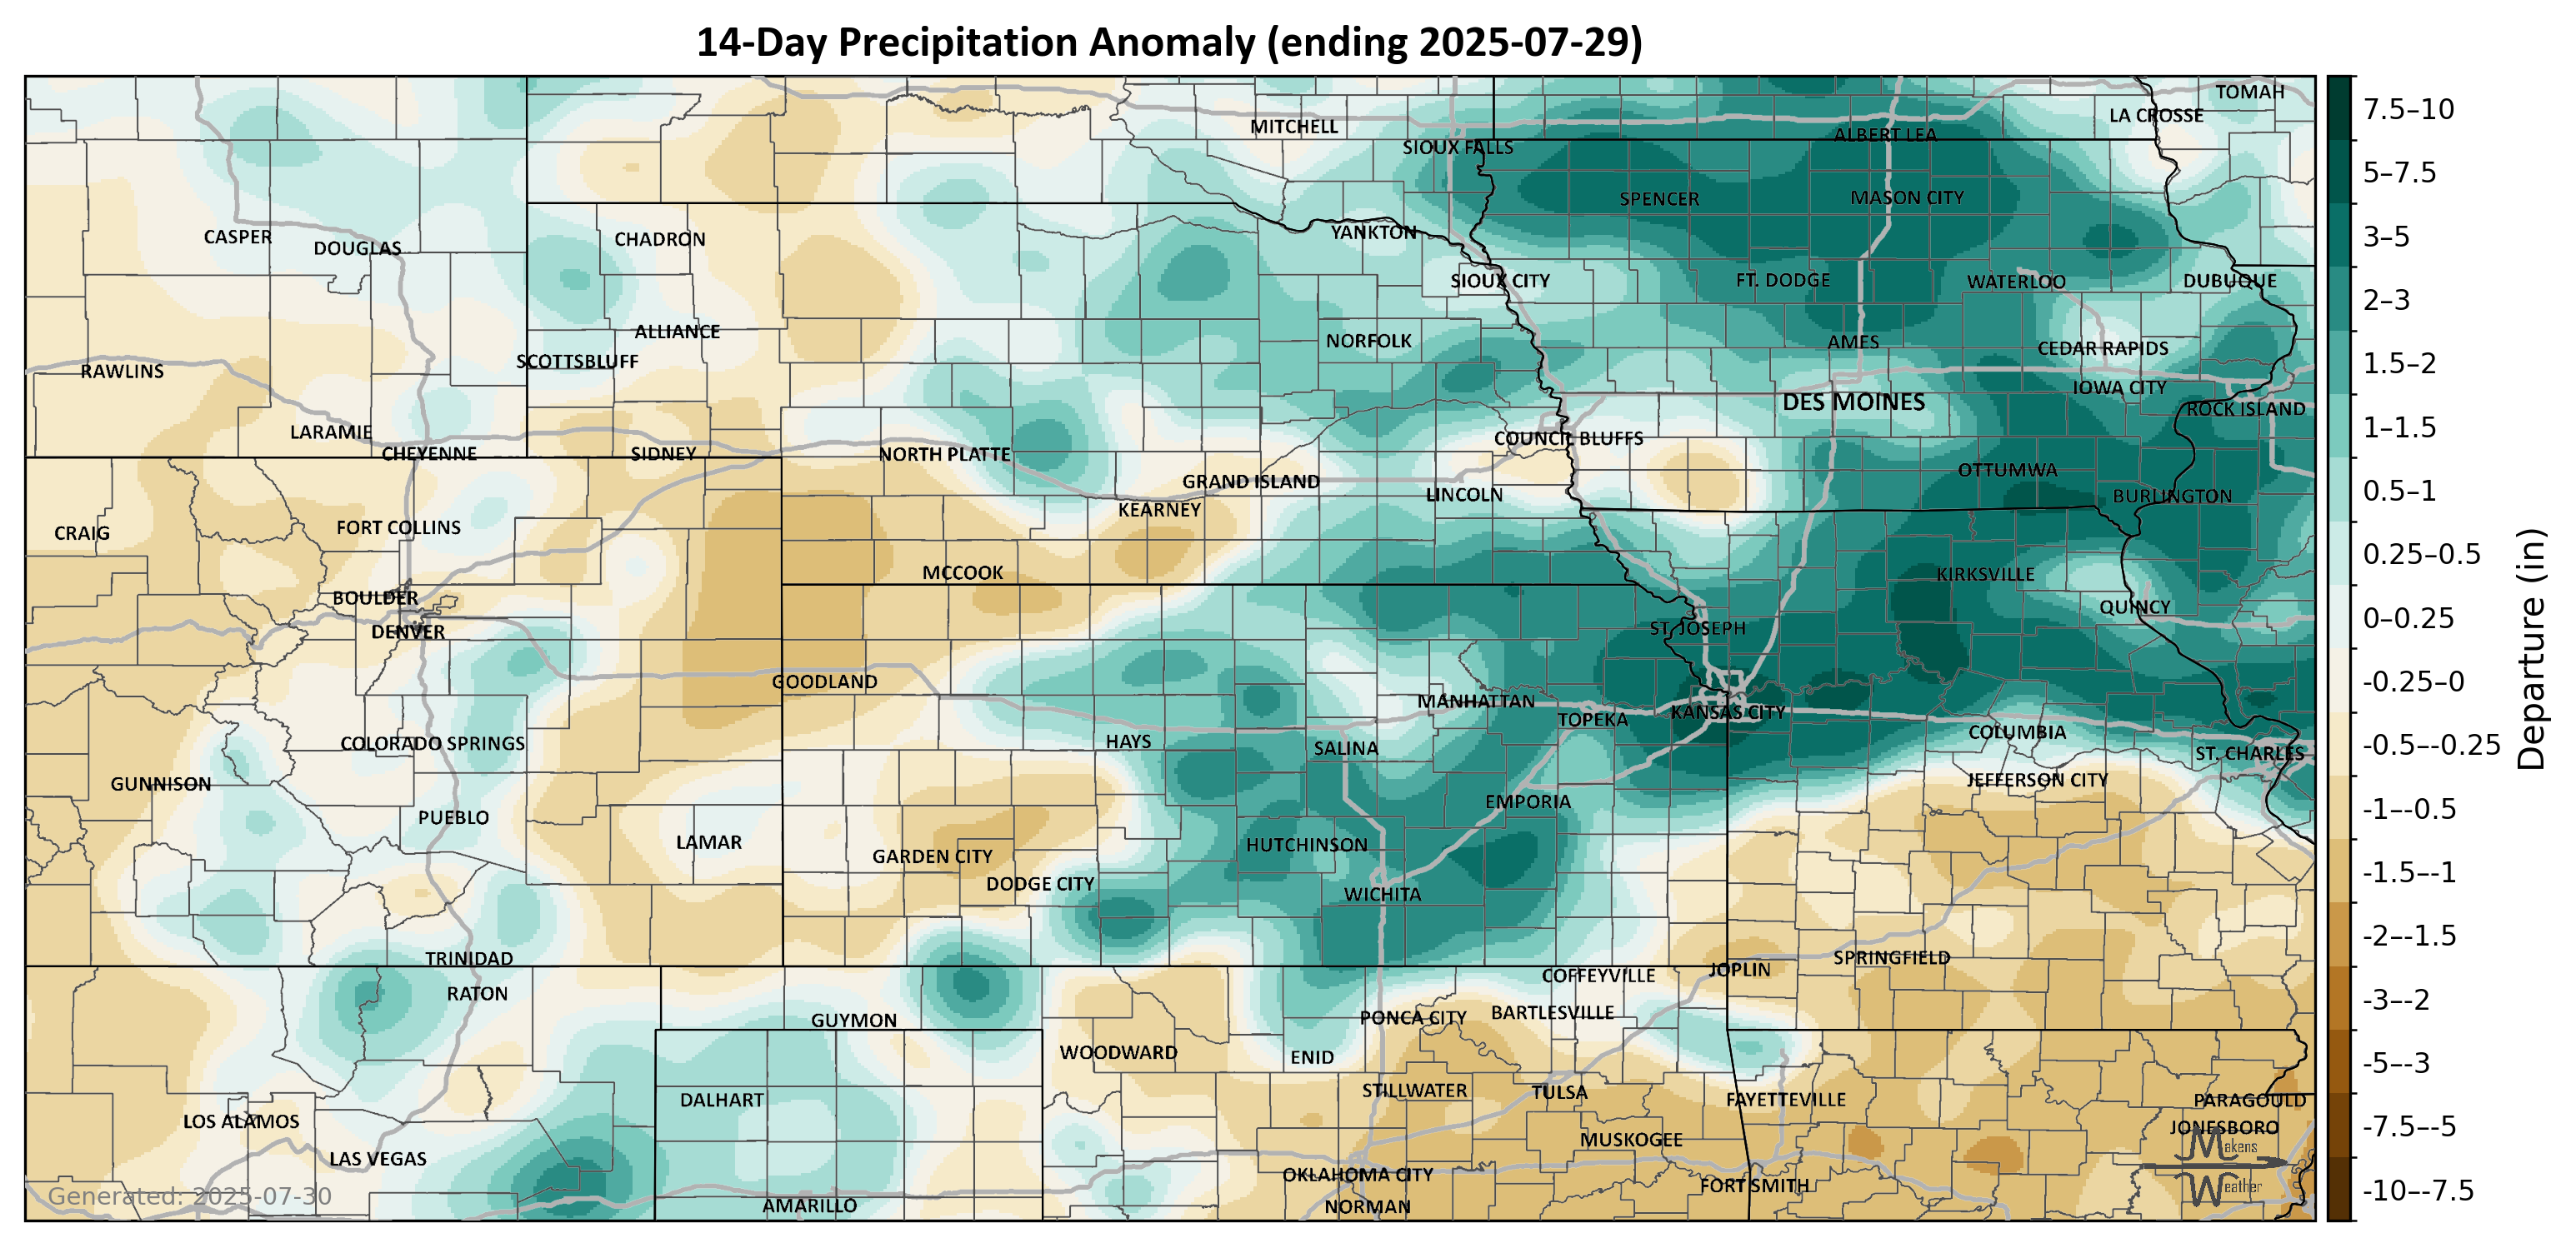 14-Day Precipitation Anomaly (ending 2025-07-29)
TOMAH
LA CROSSE
MITCHELL
ALBERT LEA
SIOUX FALLS
SPENCER
MASON CITY
CASPER
DOUGLAS
CHADRON
YANKTON
SIOUX CITY
FT. DODGE
WATERLOO
DUBUQUE
ALLIANCE
NORFOLK
AMES
CEDAR RAPIDS
SCOTTSBLUFF
RAWLINS
IOWA CITY
DES MOINES
ROCK ISLAND
LARAMIE
COUNCIL BLUFFS
CHEYENNE
SIDNEY
NORTH PLATTE
OTTUMWA
GRAND ISLAND
LINCOLN
BURLINGTON
KEARNEY
CRAIG
FORT COLLINS
MCCOOK
KIRKSVILLE
BOULDER
QUINCY
DENVER
ST. JOSEPH
GOODLAND
MANHATTAN
TOPEKA
KANSAS CITY
COLUMBIA
COLORADO SPRINGS
HAYS
SALINA
ST. CHARLES
GUNNISON
JEFFERSON CITY
EMPORIA
PUEBLO
LAMAR
HUTCHINSON
GARDEN CITY
DODGE CITY
WICHITA
TRINIDAD
SPRINGFIELD
JOPLIN
COFFEYVILLE
RATON
GUYMON
PONCA CITY
BARTLESVILLE
WOODWARD
ENID
STILLWATER
TULSA
DALHART
FAYETTEVILLE
PARAGOULD
LOS ALAMOS
JONESBORO
MUSKOGEE
LAS VEGAS
OKLAHOMA CITY
FORT SMITH
AMARILLO
NORMAN
Generated: 2025-07-30
Makens
Weather
7.5–10
5–7.5
3–5
2–3
1.5–2
1–1.5
0.5–1
0.25–0.5
0–0.25
-0.25–0
-0.5–-0.25
-1–-0.5
-1.5–-1
-2–-1.5
-3–-2
-5–-3
-7.5–-5
-10–-7.5
Departure (in)